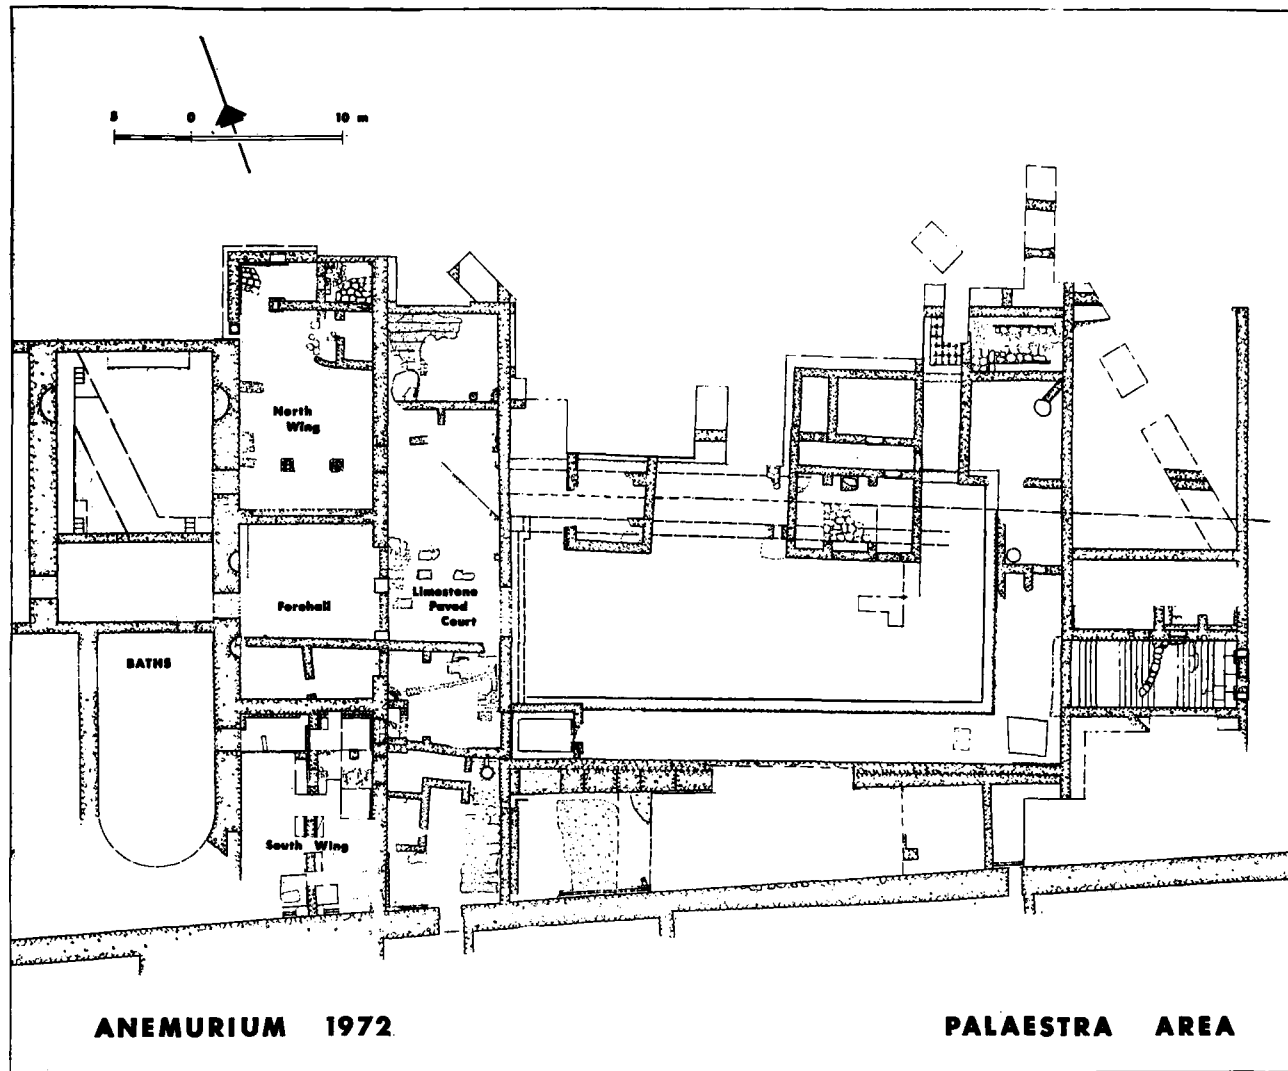 5 0 10 m
North
Wing
Forehall
Limestone
Paved
Court
BATHS
South Wing
ANEMURIUM 1972
PALAESTRA AREA